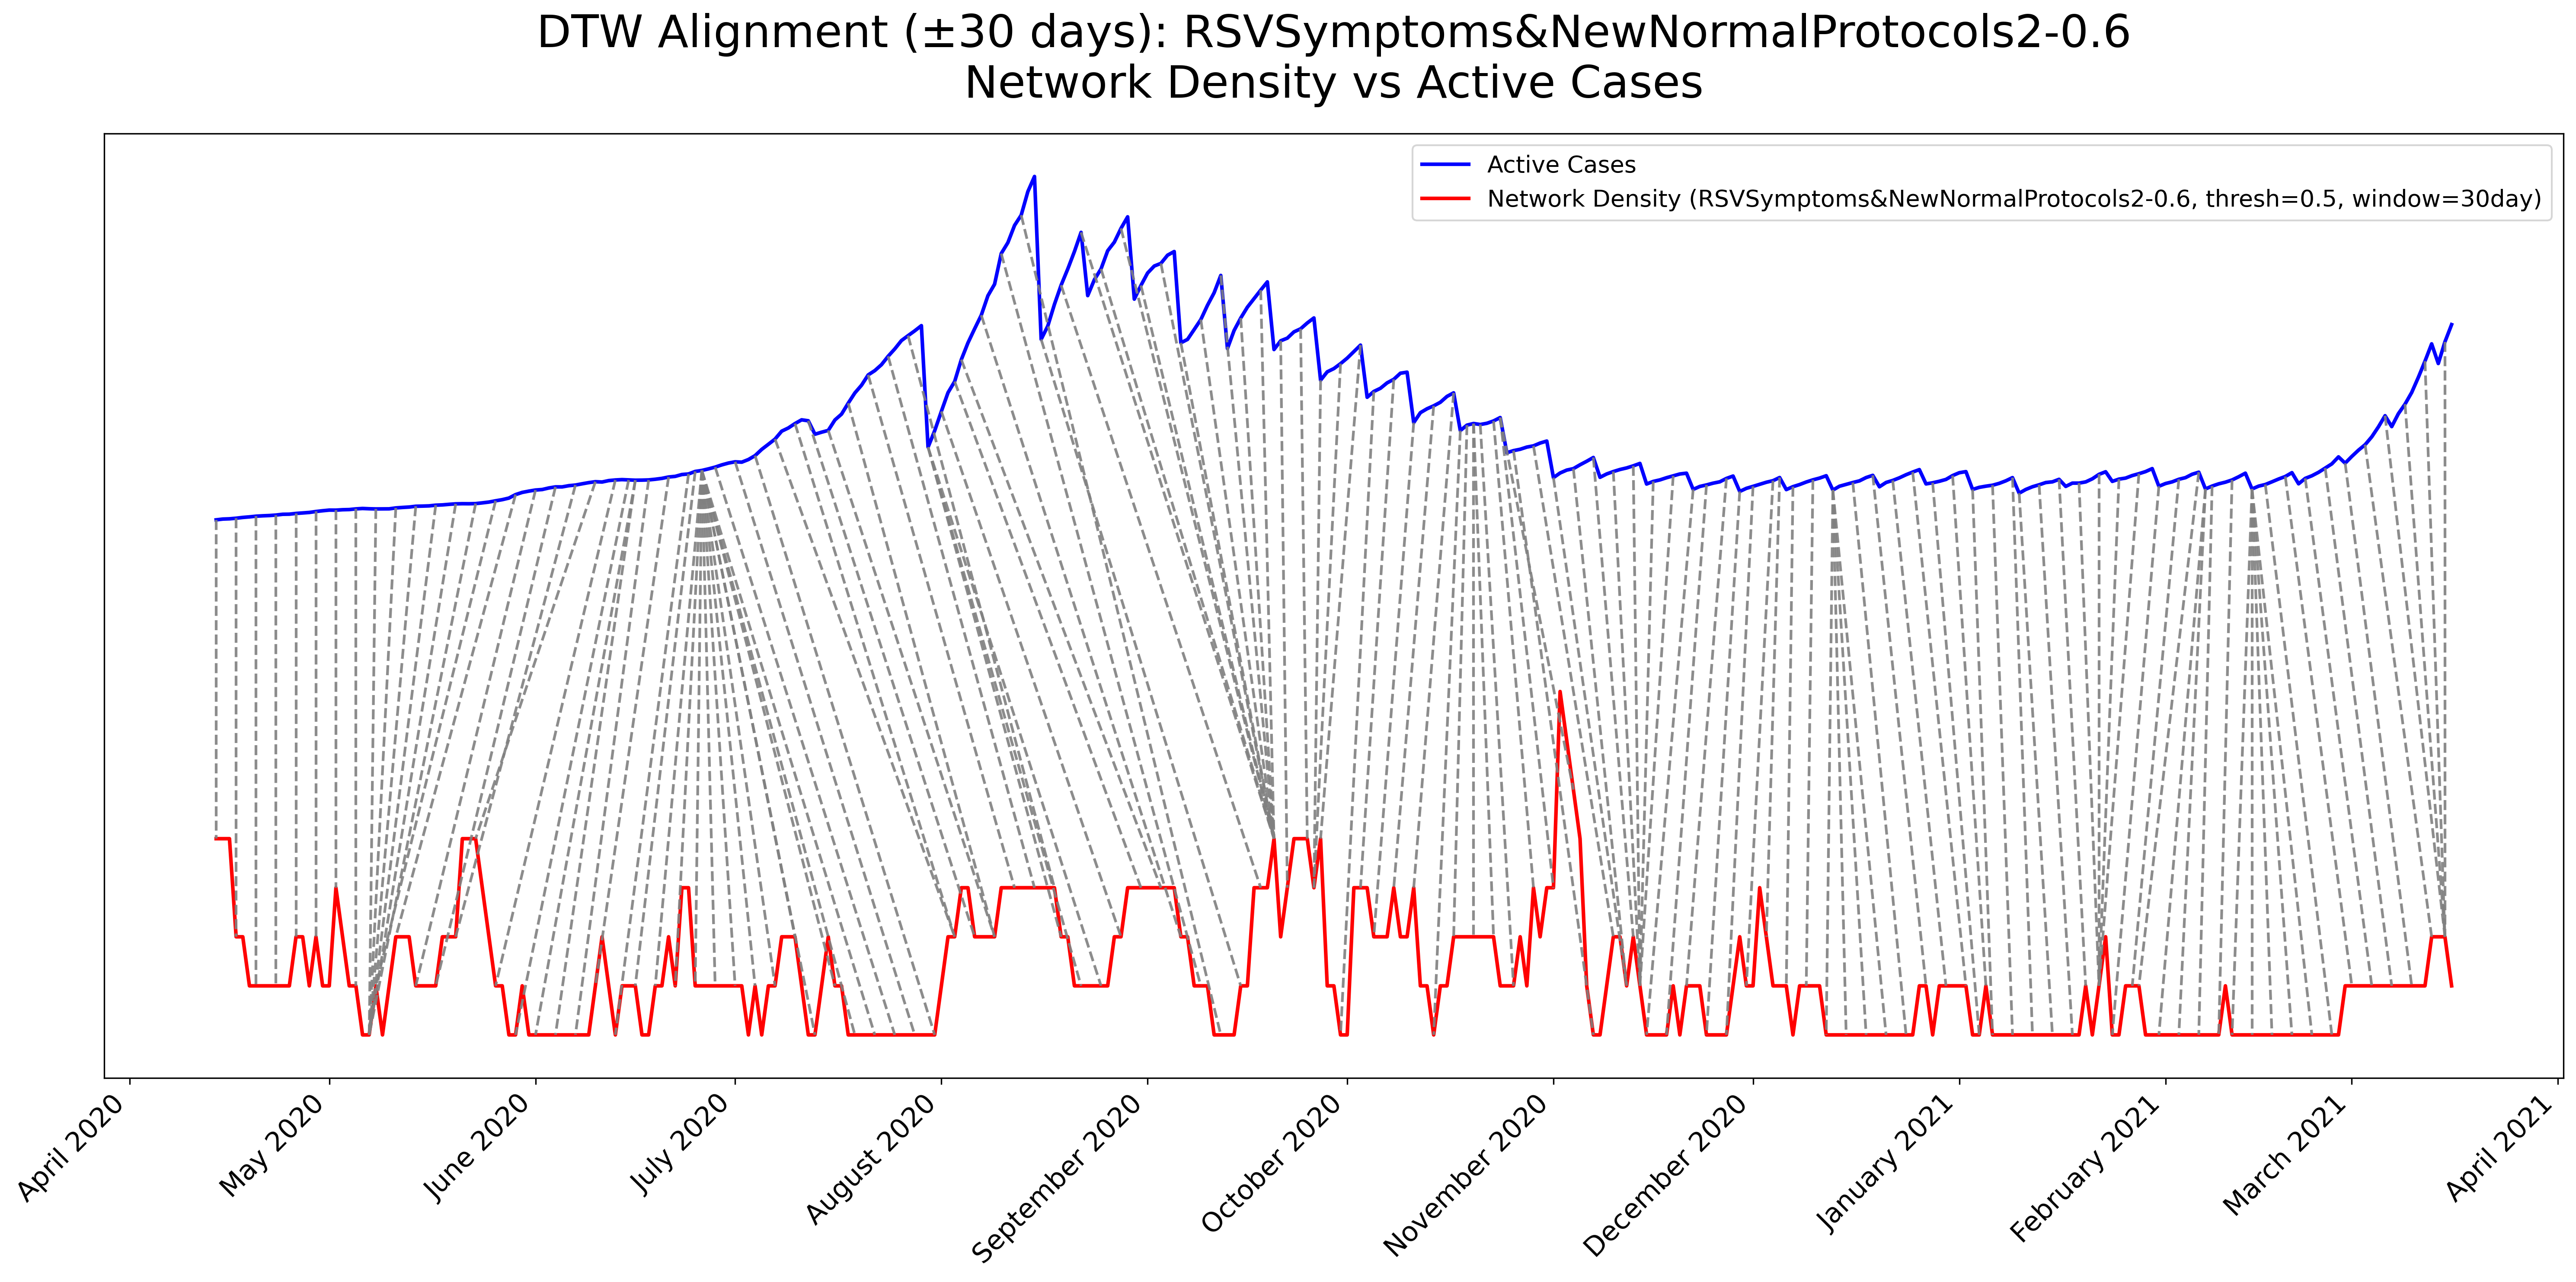 DTW Alignment (±30 days): RSVSymptoms&NewNormalProtocols2-0.6
Network Density vs Active Cases
Active Cases
Network Density (RSVSymptoms&NewNormalProtocols2-0.6, thresh=0.5, window=30day)
April 2020
May 2020
June 2020
July 2020
August 2020
September 2020
October 2020
November 2020
December 2020
January 2021
February 2021
March 2021
April 2021